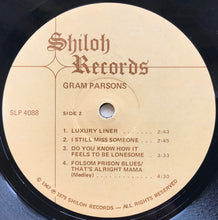 Shiloh
Records
GRAM PARSONS
SLP 4088
SIDE 2
1. LUXURY LINER . . . . . . . . 2:43
2. I STILL MISS SOMEONE . . . 2:45
3. DO YOU KNOW HOW IT
FEELS TO BE LONESOME . . . 3:33
4. FOLSOM PRISON BLUES/
THAT'S ALRIGHT MAMA
(Medley) . . . . . . . . 4:30
© 1967 ℗ 1979 SHILOH RECORDS — ALL RIGHTS RESERVED